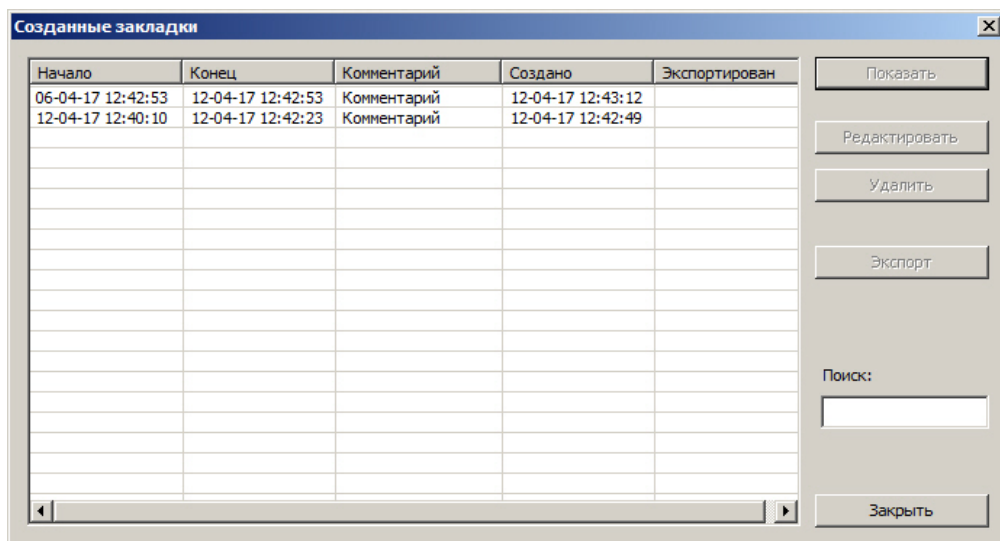 Созданные закладки
Начало Конец Комментарий Создано Экспортирован
06-04-17 12:42:53 12-04-17 12:42:53 Комментарий 12-04-17 12:43:12
12-04-17 12:40:10 12-04-17 12:42:23 Комментарий 12-04-17 12:42:49
Показать
Редактировать
Удалить
Экспорт
Поиск:
Закрыть